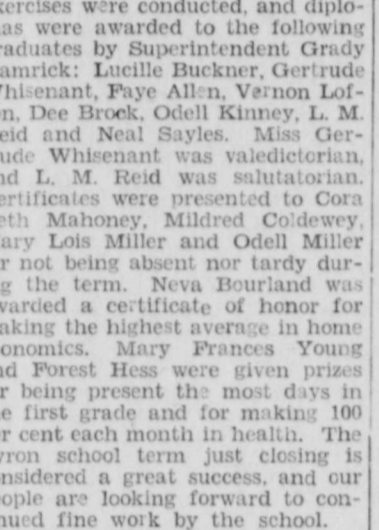 xercises were conducted, and diplo-
as were awarded to the following
raduates by Superintendent Grady
amrick: Lucille Buckner, Gertrude
Whisenant, Faye Allen, Vernon Lof-
n, Dee Brock, Odell Kinney, L. M.
eid and Neal Sayles. Miss Ger-
ude Whisenant was valedictorian,
nd L. M. Reid was salutatorian.
ertificates were presented to Cora
eth Mahoney, Mildred Coldewey,
ary Lois Miller and Odell Miller
r not being absent nor tardy dur-
g the term. Neva Bourland was
warded a certificate of honor for
aking the highest average in home
onomics. Mary Frances Young
nd Forest Hess were given prizes
r being present the most days in
e first grade and for making 100
er cent each month in health. The
yron school term just closing is
onsidered a great success, and our
eople are looking forward to con-
nued fine work by the school.